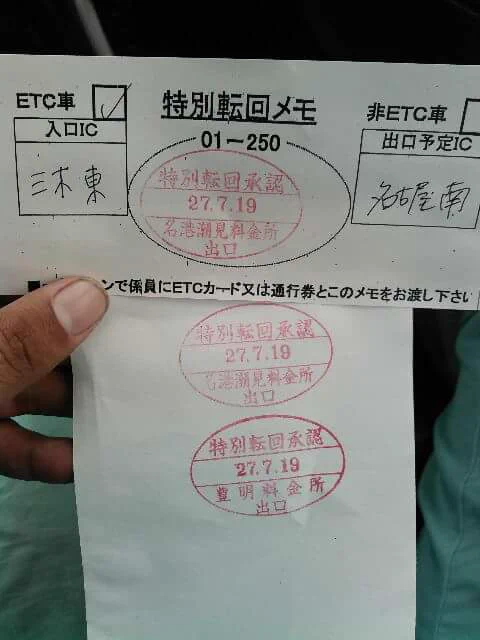 特別転回メモ
ETC車
非ETC車
01-250
入口IC
出口予定IC
三木東
名古屋南
特別転回承認
27.7.19
名港潮見料金所
出口
ンで係員にETCカード又は通行券とこのメモをお渡し下さい
特別転回承認
27.7.19
名港潮見料金所
出口
特別転回承認
27.7.19
豊明料金所
出口